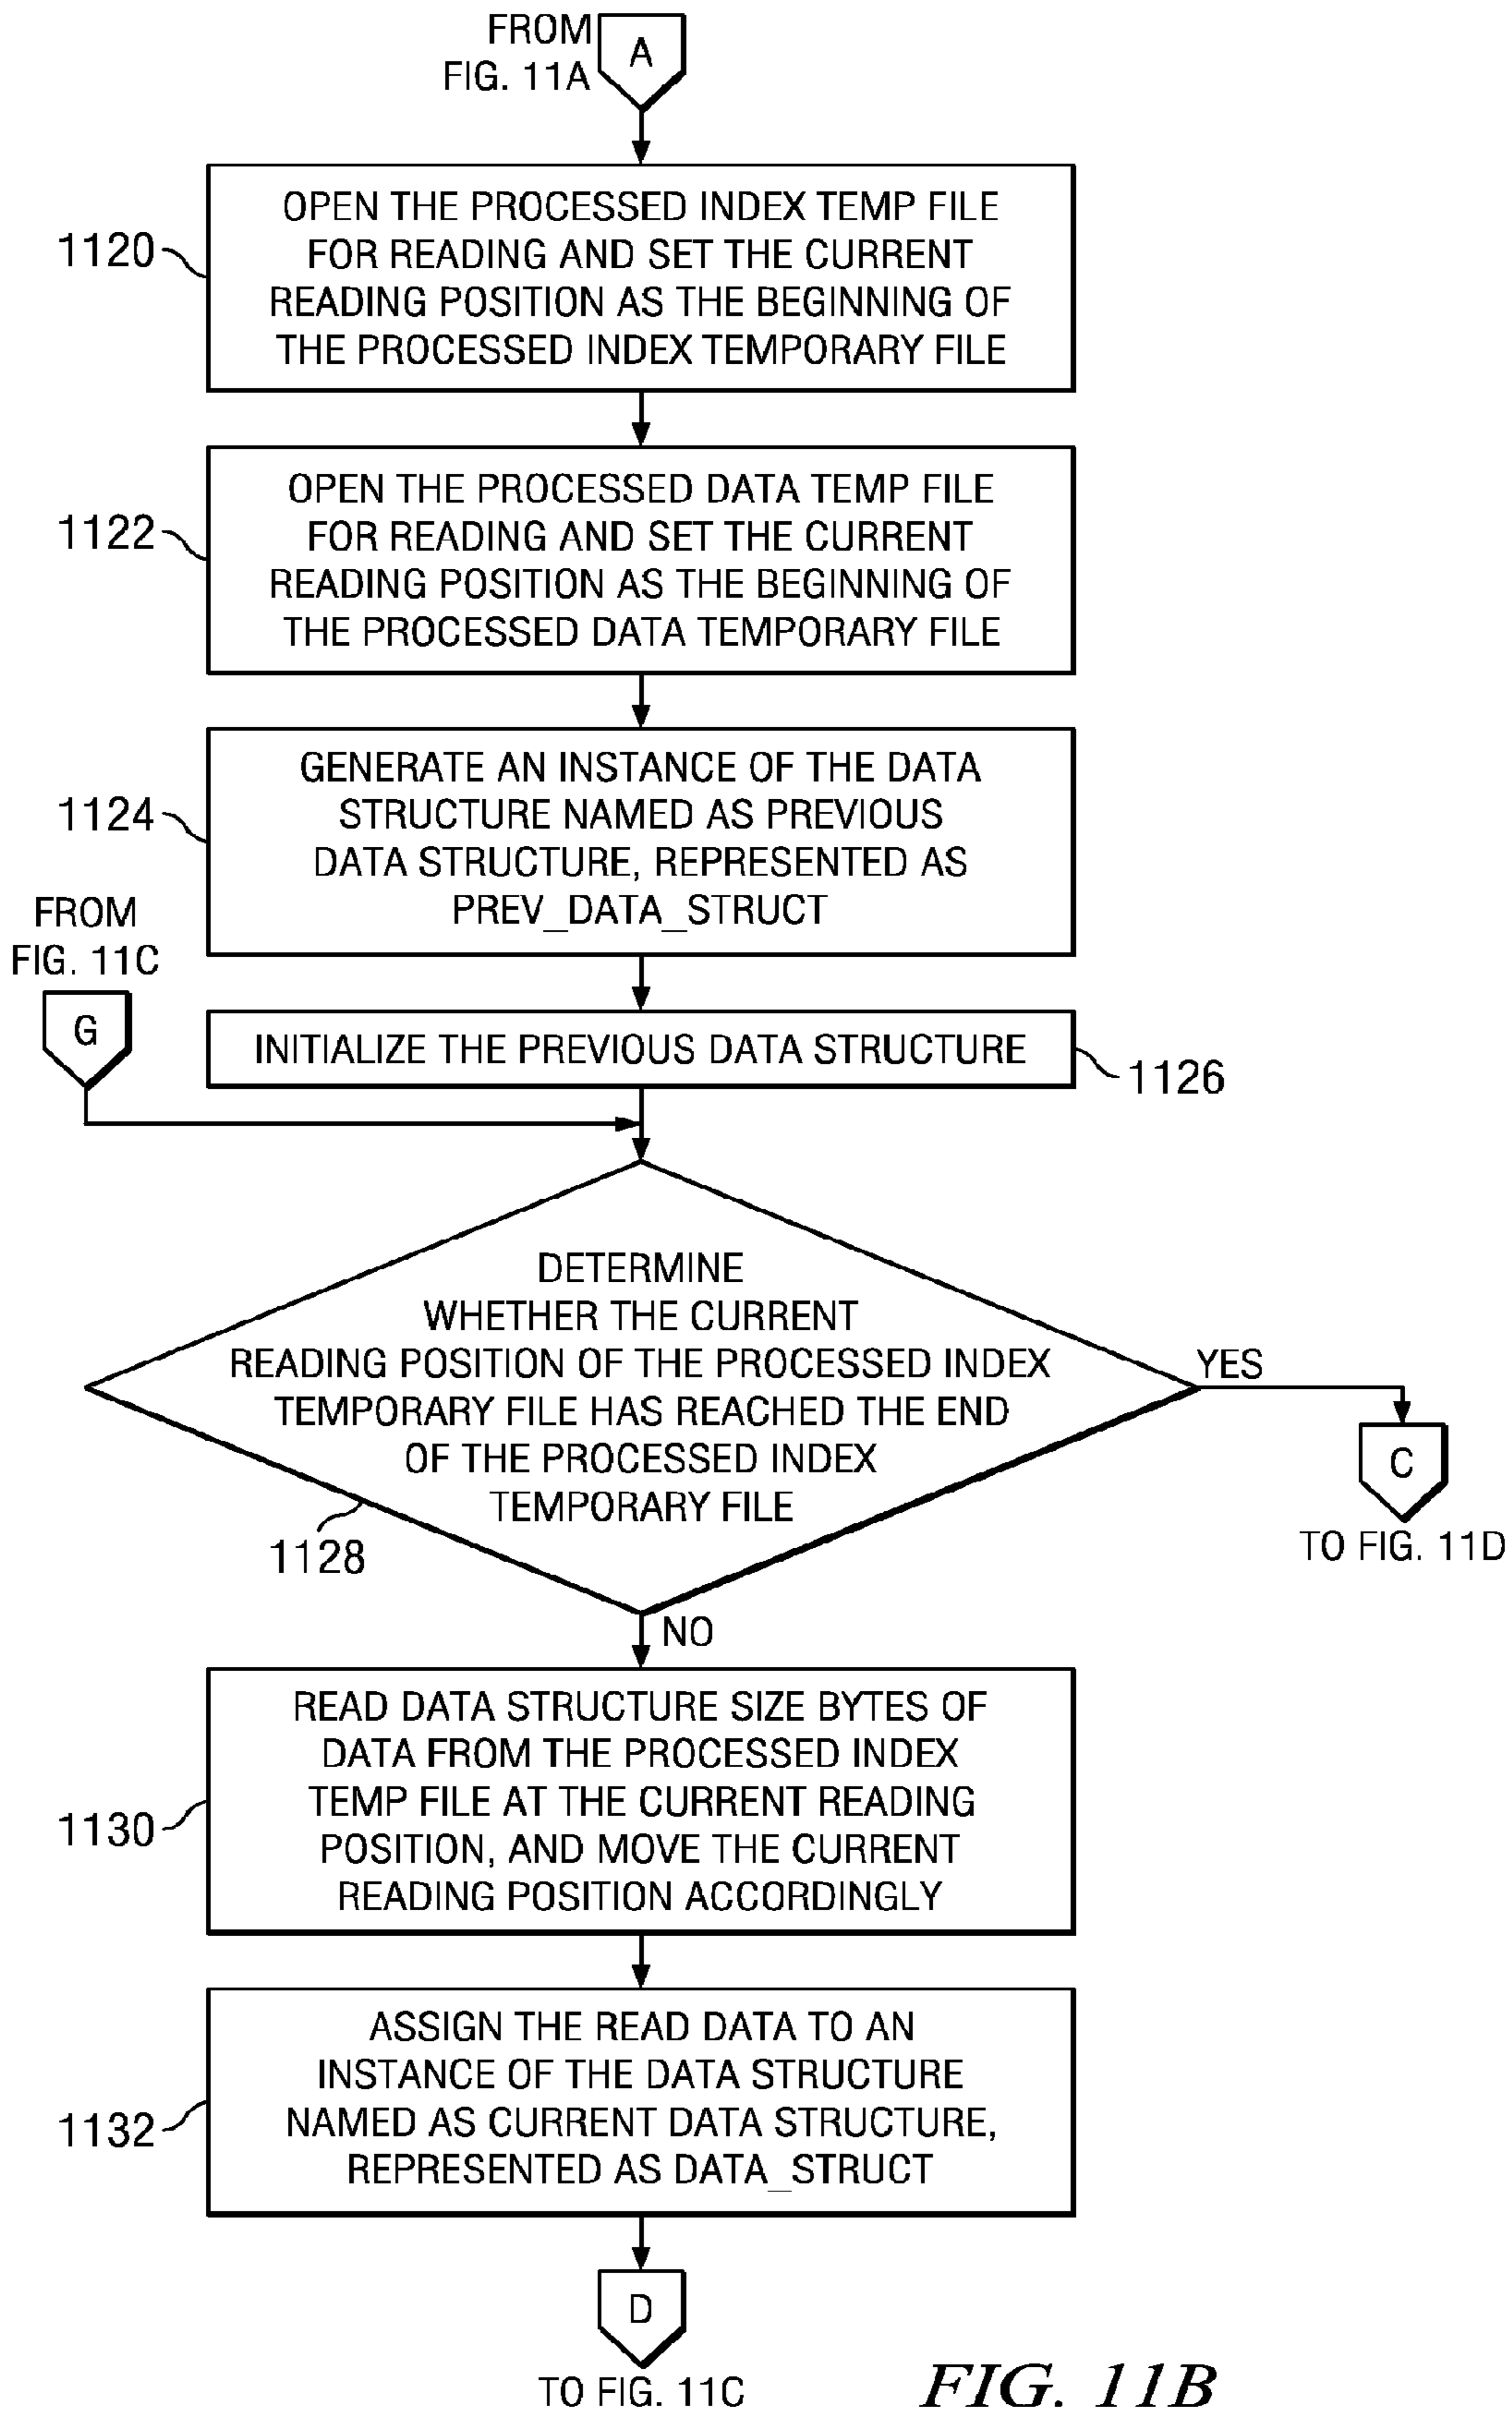 FROM
FIG. 11A
A
OPEN THE PROCESSED INDEX TEMP FILE
FOR READING AND SET THE CURRENT
READING POSITION AS THE BEGINNING OF
THE PROCESSED INDEX TEMPORARY FILE
1120
OPEN THE PROCESSED DATA TEMP FILE
FOR READING AND SET THE CURRENT
READING POSITION AS THE BEGINNING OF
THE PROCESSED DATA TEMPORARY FILE
1122
GENERATE AN INSTANCE OF THE DATA
STRUCTURE NAMED AS PREVIOUS
DATA STRUCTURE, REPRESENTED AS
PREV_DATA_STRUCT
1124
FROM
FIG. 11C
G
INITIALIZE THE PREVIOUS DATA STRUCTURE
1126
DETERMINE
WHETHER THE CURRENT
READING POSITION OF THE PROCESSED INDEX
TEMPORARY FILE HAS REACHED THE END
OF THE PROCESSED INDEX
TEMPORARY FILE
1128
YES
C
TO FIG. 11D
NO
READ DATA STRUCTURE SIZE BYTES OF
DATA FROM THE PROCESSED INDEX
TEMP FILE AT THE CURRENT READING
POSITION, AND MOVE THE CURRENT
READING POSITION ACCORDINGLY
1130
ASSIGN THE READ DATA TO AN
INSTANCE OF THE DATA STRUCTURE
NAMED AS CURRENT DATA STRUCTURE,
REPRESENTED AS DATA_STRUCT
1132
D
TO FIG. 11C
FIG. 11B